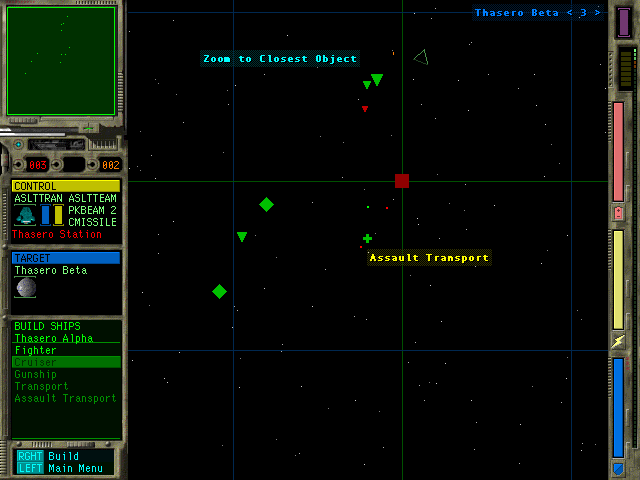 Thasero Beta < 3 >
Zoom to Closest Object
003
002
CONTROL
ASLTTRAN ASLTTEAM
PKBEAM 2
CMISSILE
Thasero Station
Assault Transport
TARGET
Thasero Beta
BUILD SHIPS
Thasero Alpha
Fighter
Cruiser
Gunship
Transport
Assault Transport
RGHT Build
LEFT Main Menu